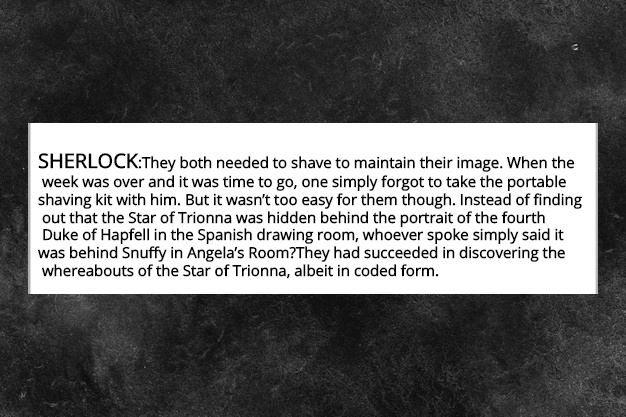 SHERLOCK:They both needed to shave to maintain their image. When the
week was over and it was time to go, one simply forgot to take the portable
shaving kit with him. But it wasn’t too easy for them though. Instead of finding
out that the Star of Trionna was hidden behind the portrait of the fourth
Duke of Hapfell in the Spanish drawing room, whoever spoke simply said it
was behind Snuffy in Angela’s Room?They had succeeded in discovering the
whereabouts of the Star of Trionna, albeit in coded form.